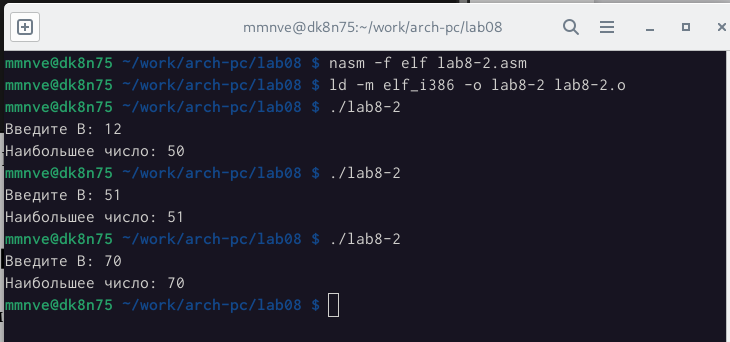 mmnve@dk8n75:~/work/arch-pc/lab08
mmnve@dk8n75 ~/work/arch-pc/lab08 $ nasm -f elf lab8-2.asm
mmnve@dk8n75 ~/work/arch-pc/lab08 $ ld -m elf_i386 -o lab8-2 lab8-2.o
mmnve@dk8n75 ~/work/arch-pc/lab08 $ ./lab8-2
Введите В: 12
Наибольшее число: 50
mmnve@dk8n75 ~/work/arch-pc/lab08 $ ./lab8-2
Введите В: 51
Наибольшее число: 51
mmnve@dk8n75 ~/work/arch-pc/lab08 $ ./lab8-2
Введите В: 70
Наибольшее число: 70
mmnve@dk8n75 ~/work/arch-pc/lab08 $